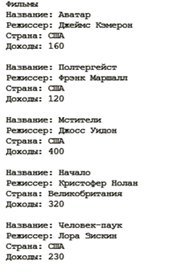 Фильмы
Название: Аватар
Режиссер: Джеймс Кэмерон
Страна: США
Доходы: 160
Название: Полтергейст
Режиссер: Фрэнк Маршалл
Страна: США
Доходы: 120
Название: Мстители
Режиссер: Джосс Уидон
Страна: США
Доходы: 400
Название: Начало
Режиссер: Кристофер Нолан
Страна: Великобритания
Доходы: 320
Название: Человек-паук
Режиссер: Лора Зискин
Страна: США
Доходы: 230